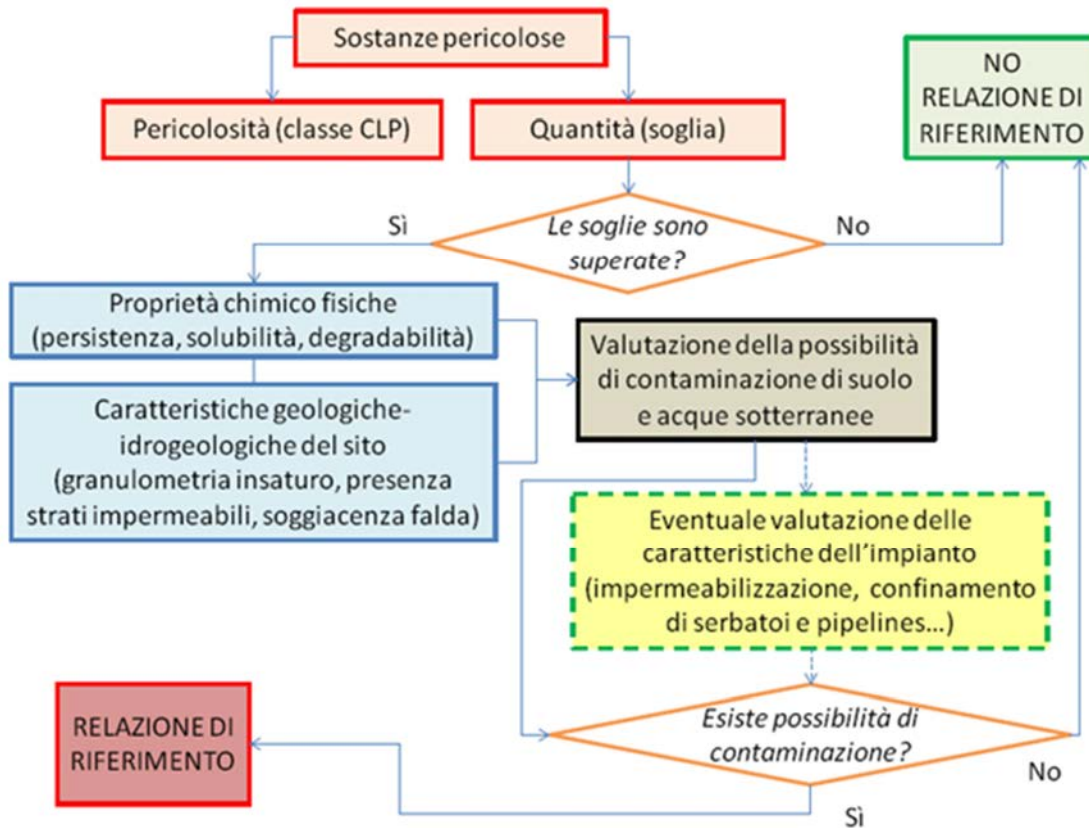 Sostanze pericolose
NO
RELAZIONE DI
RIFERIMENTO
Pericolosità (classe CLP)
Quantità (soglia)
Sì
Le soglie sono
superate?
No
Proprietà chimico fisiche
(persistenza, solubilità, degradabilità)
Valutazione della possibilità
di contaminazione di suolo
e acque sotterranee
Caratteristiche geologiche-
idrogeologiche del sito
(granulometria insaturo, presenza
strati impermeabili, soggiacenza falda)
Eventuale valutazione delle
caratteristiche dell'impianto
(impermeabilizzazione, confinamento
di serbatoi e pipelines...)
RELAZIONE DI
RIFERIMENTO
Esiste possibilità di
contaminazione?
No
Sì